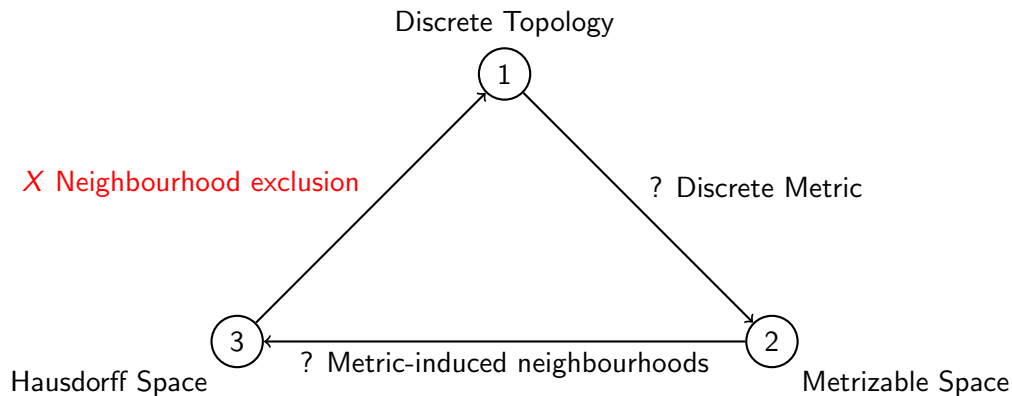 Discrete Topology
1
X Neighbourhood exclusion
? Discrete Metric
3
2
? Metric-induced neighbourhoods
Hausdorff Space
Metrizable Space